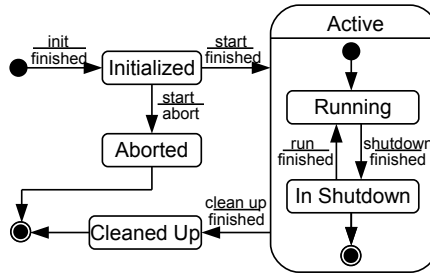 Active
init
finished
start
finished
Initialized
start
abort
Running
run
finished
shutdown
finished
Aborted
In Shutdown
clean up
finished
Cleaned Up